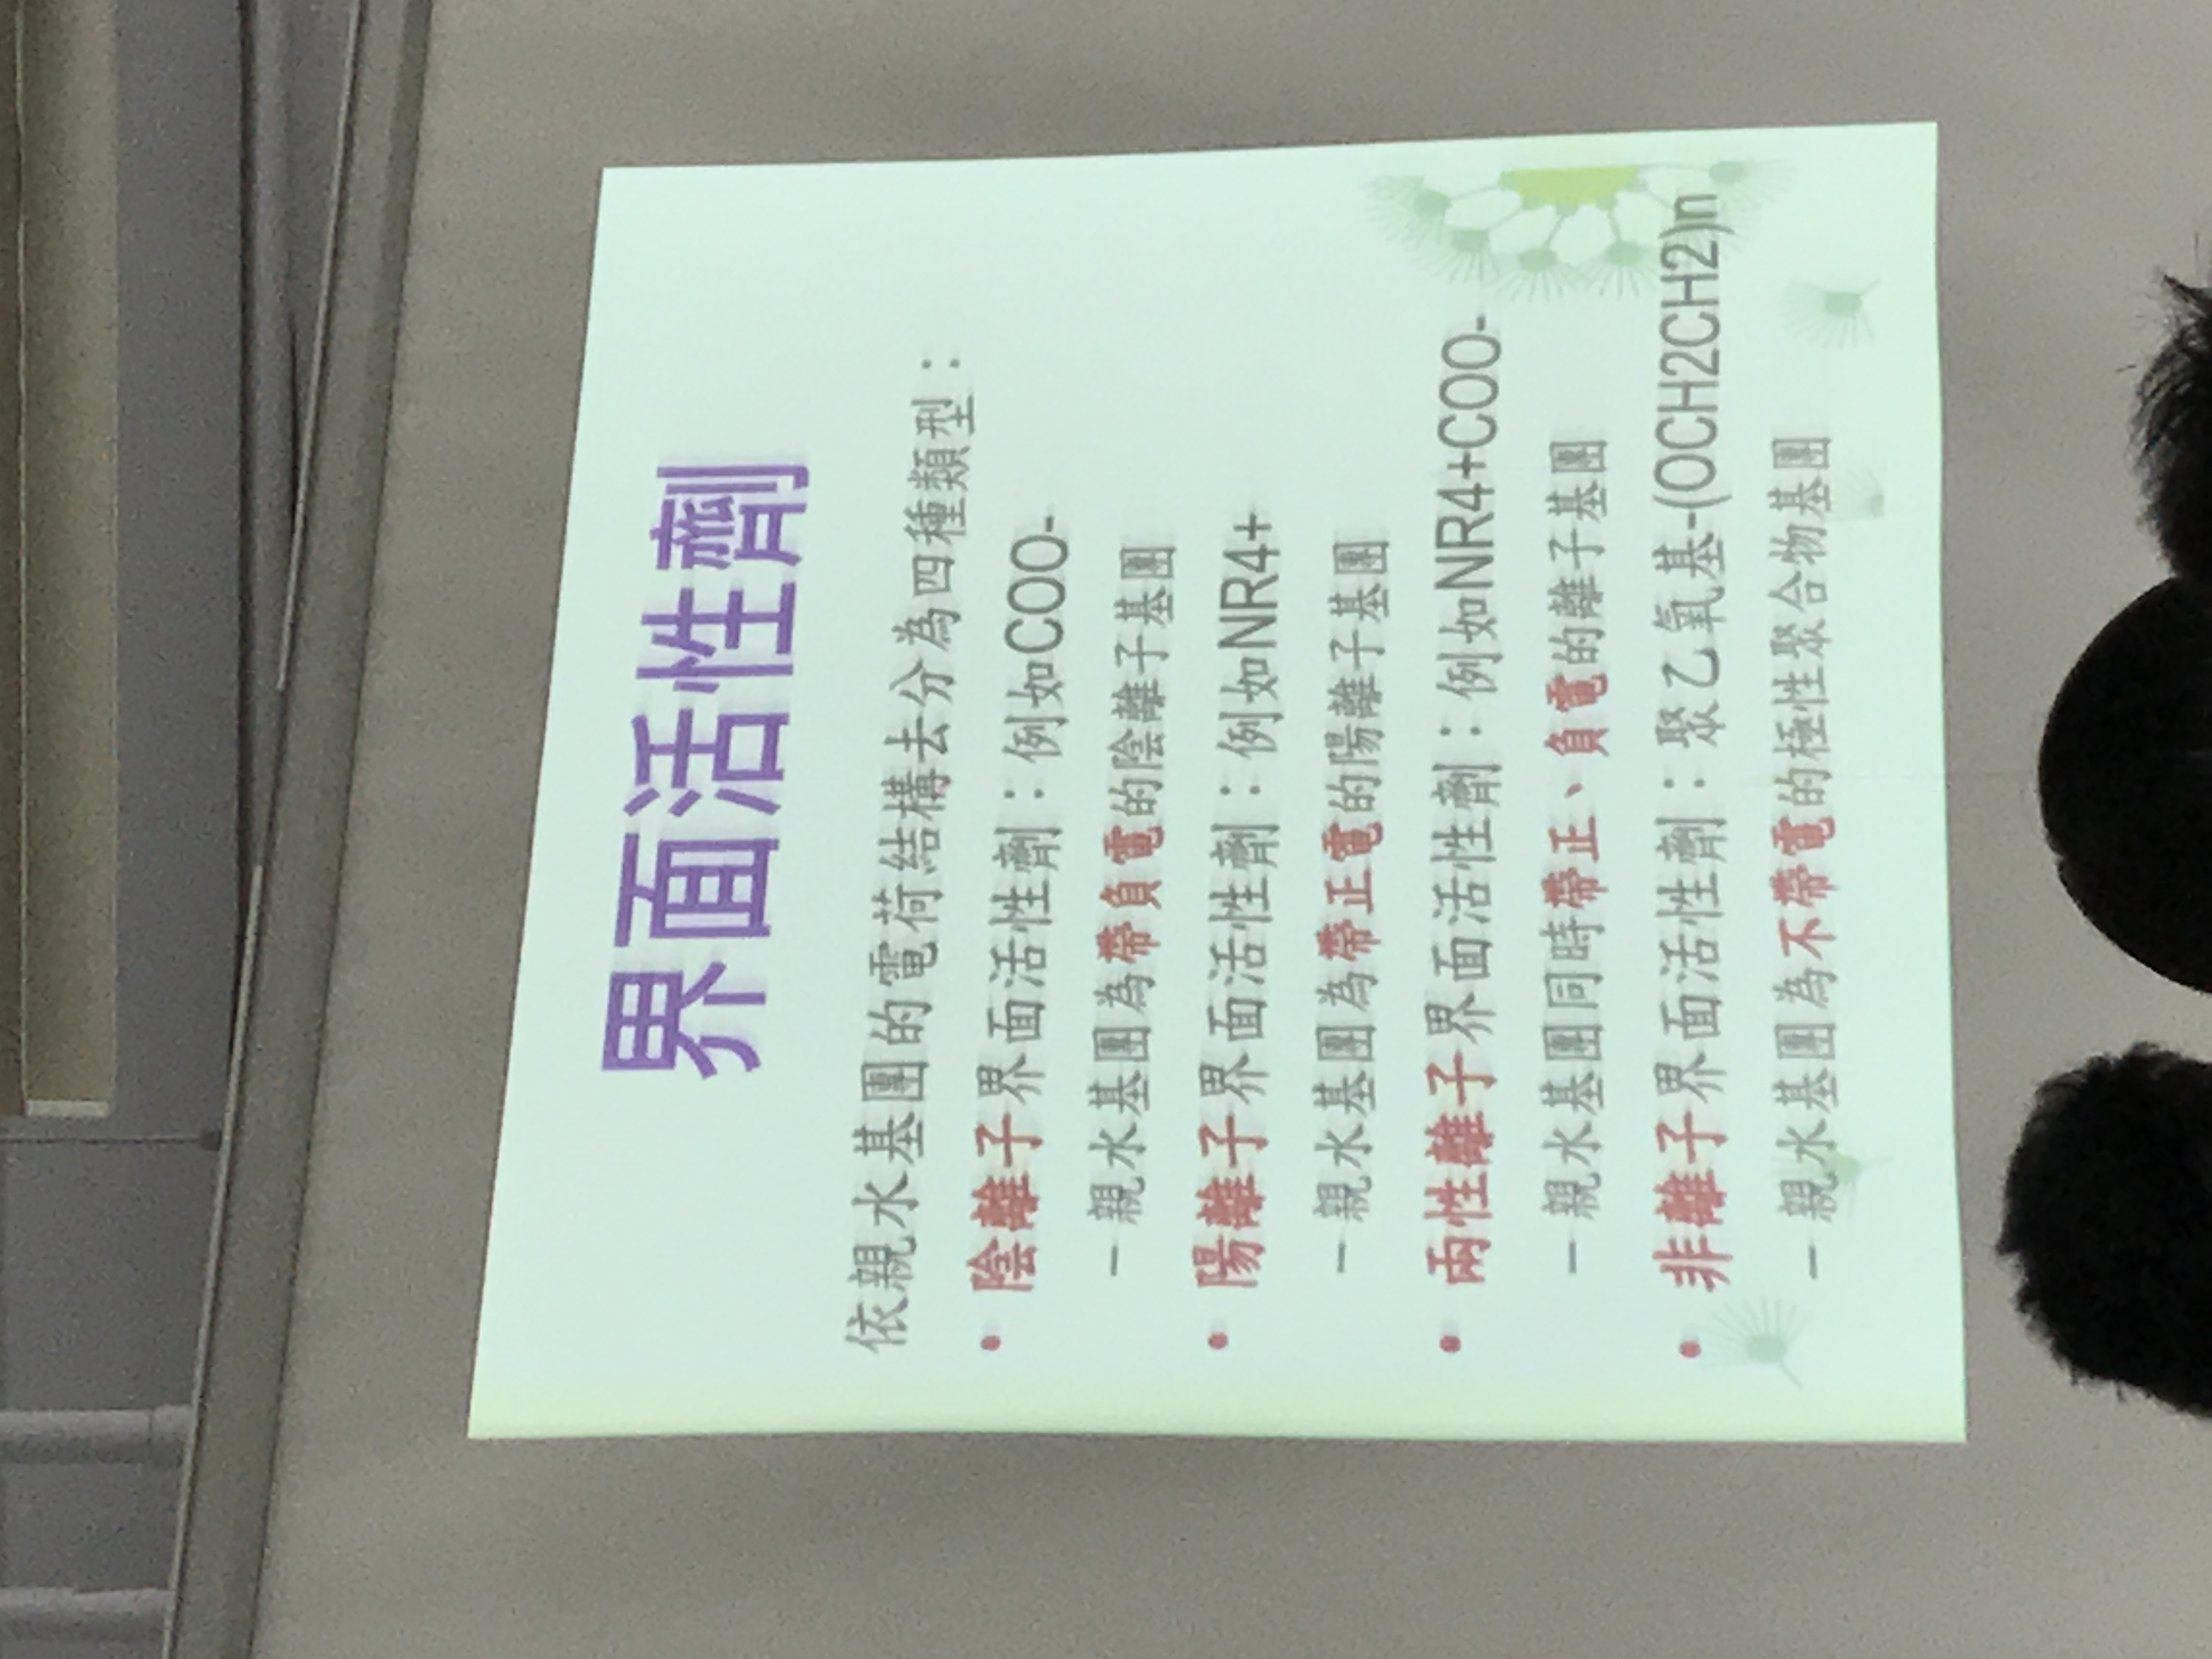 界面活性劑
依親水基團的電荷結構去分為四種類型：
• 陰離子界面活性劑：例如COO-
– 親水基團為帶負電的陰離子基團
• 陽離子界面活性劑：例如NR4+
– 親水基團為帶正電的陽離子基團
• 兩性離子界面活性劑：例如NR4+COO-
– 親水基團同時帶正、負電的離子基團
• 非離子界面活性劑：聚乙氧基-(OCH2CH2)n
– 親水基團為不帶電的極性聚合物基團